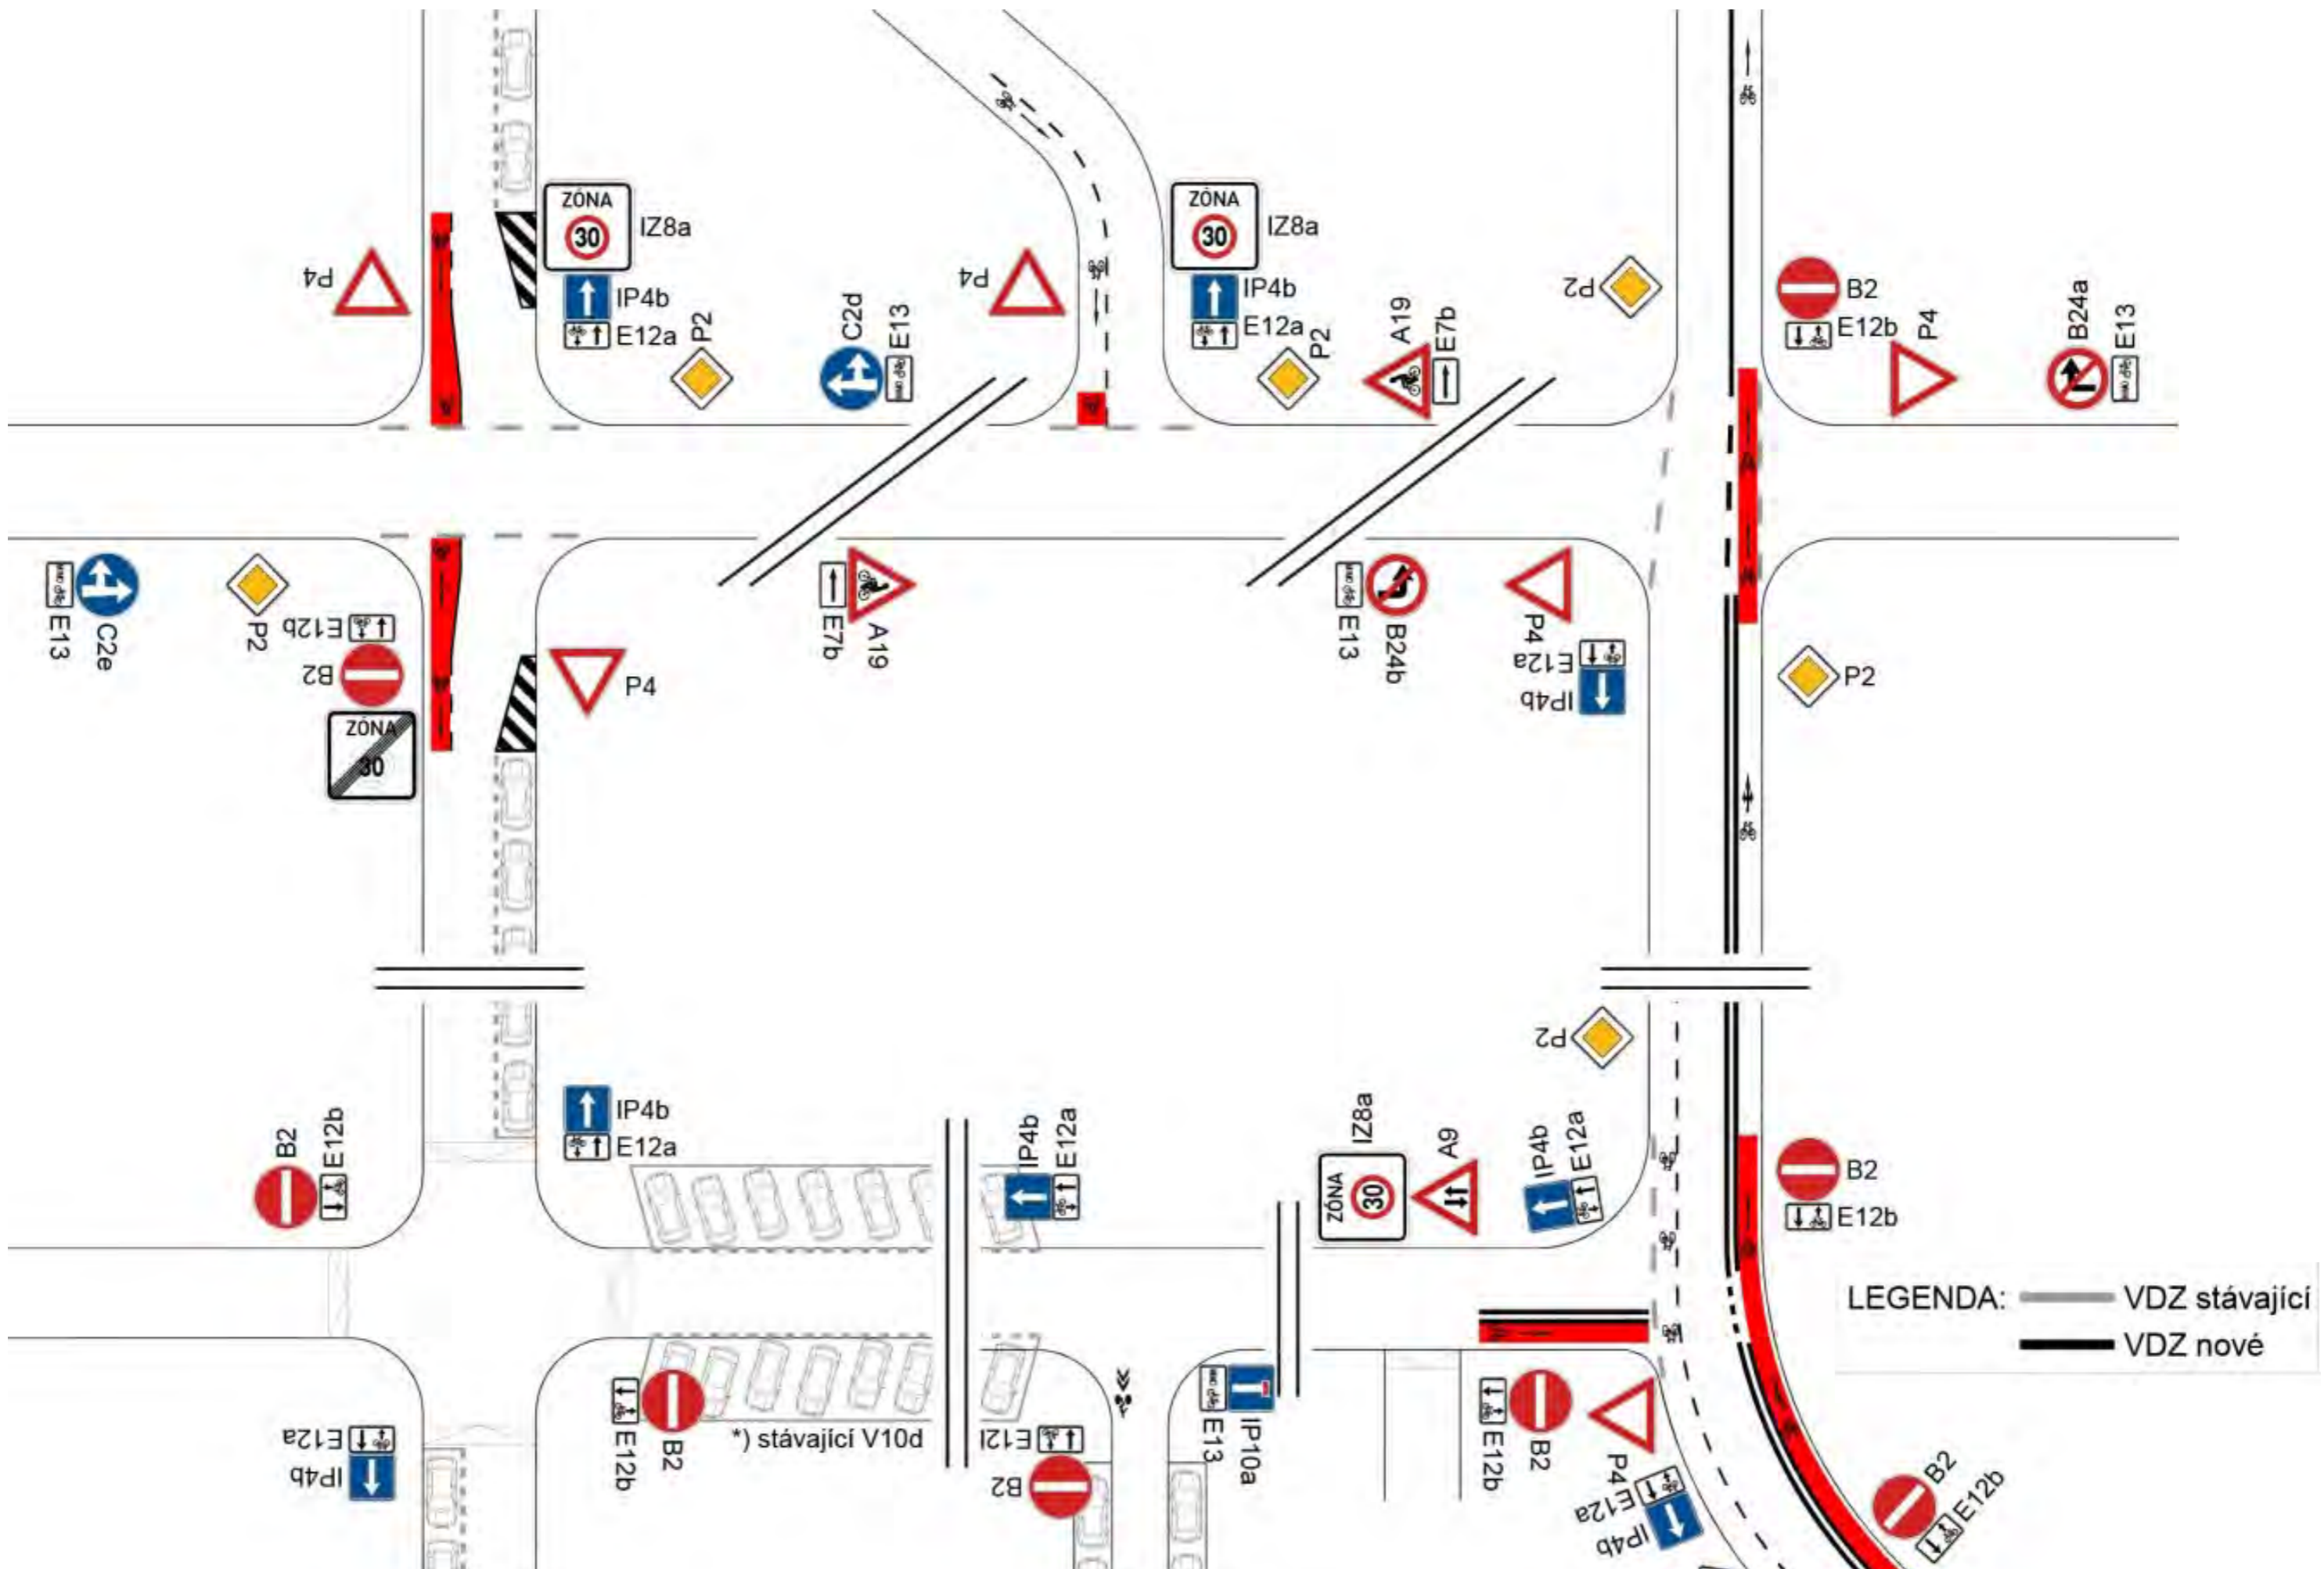 ZÓNA
30
IZ8a
IP4b
E12a
P4
P2
C2d
E13
P4
ZÓNA
30
IZ8a
IP4b
E12a
P2
A19
E7b
P2
B2
E12b
P4
B24a
E13
E13
C2e
P2
E12b
B2
ZÓNA
30
P4
E7b
A19
E13
B24b
P4
E12a
IP4b
P2
P2
B2
E12b
IP4b
E12a
IP4b
E12a
IZ8a
ZÓNA
30
A9
IP4b
E12a
B2
E12b
LEGENDA:
VDZ stávající
VDZ nové
E12a
IP4b
E12b
B2
*) stávající V10d
B2
E13
IP10a
E12b
B2
P4
E12a
IP4b
B2
E12b